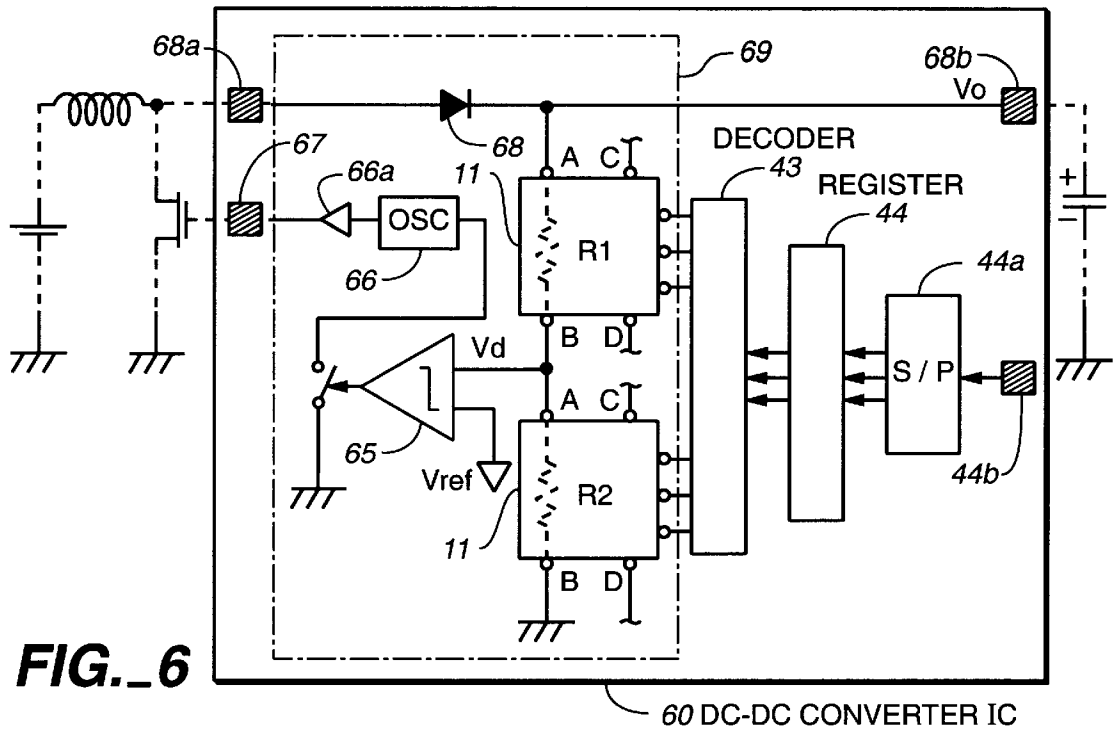 68a
69
68b
Vo
67
66a
68
A
C
DECODER
43
REGISTER
44
44a
11
OSC
66
R1
+
−
B
D
Vd
S / P
A
C
65
Vref
R2
44b
11
B
D
FIG._6
60 DC-DC CONVERTER IC